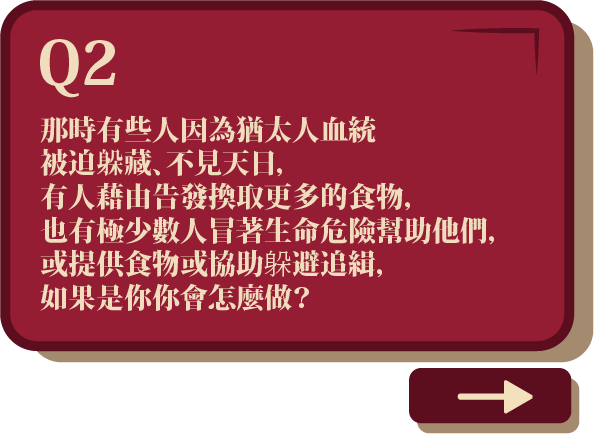 Q2
那時有些人因為猶太人血統
被迫躲藏、不見天日,
有人藉由告發換取更多的食物,
也有極少數人冒著生命危險幫助他們,
或提供食物或協助躲避追緝,
如果是你你會怎麼做?